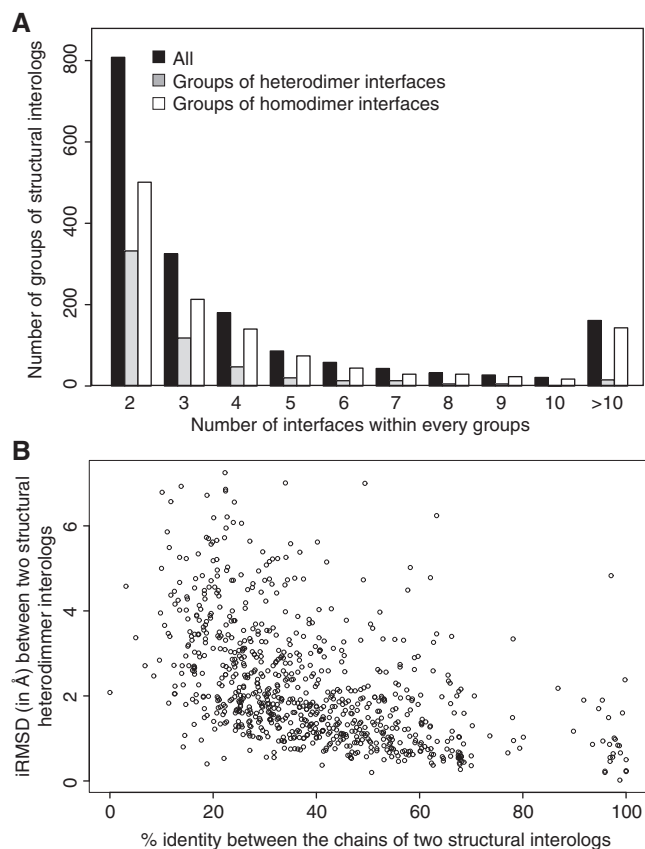 A
All
Groups of heterodimer interfaces
Groups of homodimer interfaces
Number of groups of structural interologs
800
600
400
200
0
2 3 4 5 6 7 8 9 10 >10
Number of interfaces within every groups
B
iRMSD (in Å) between two structural
heterodimmer interologs
6
4
2
0
0 20 40 60 80 100
% identity between the chains of two structural interologs